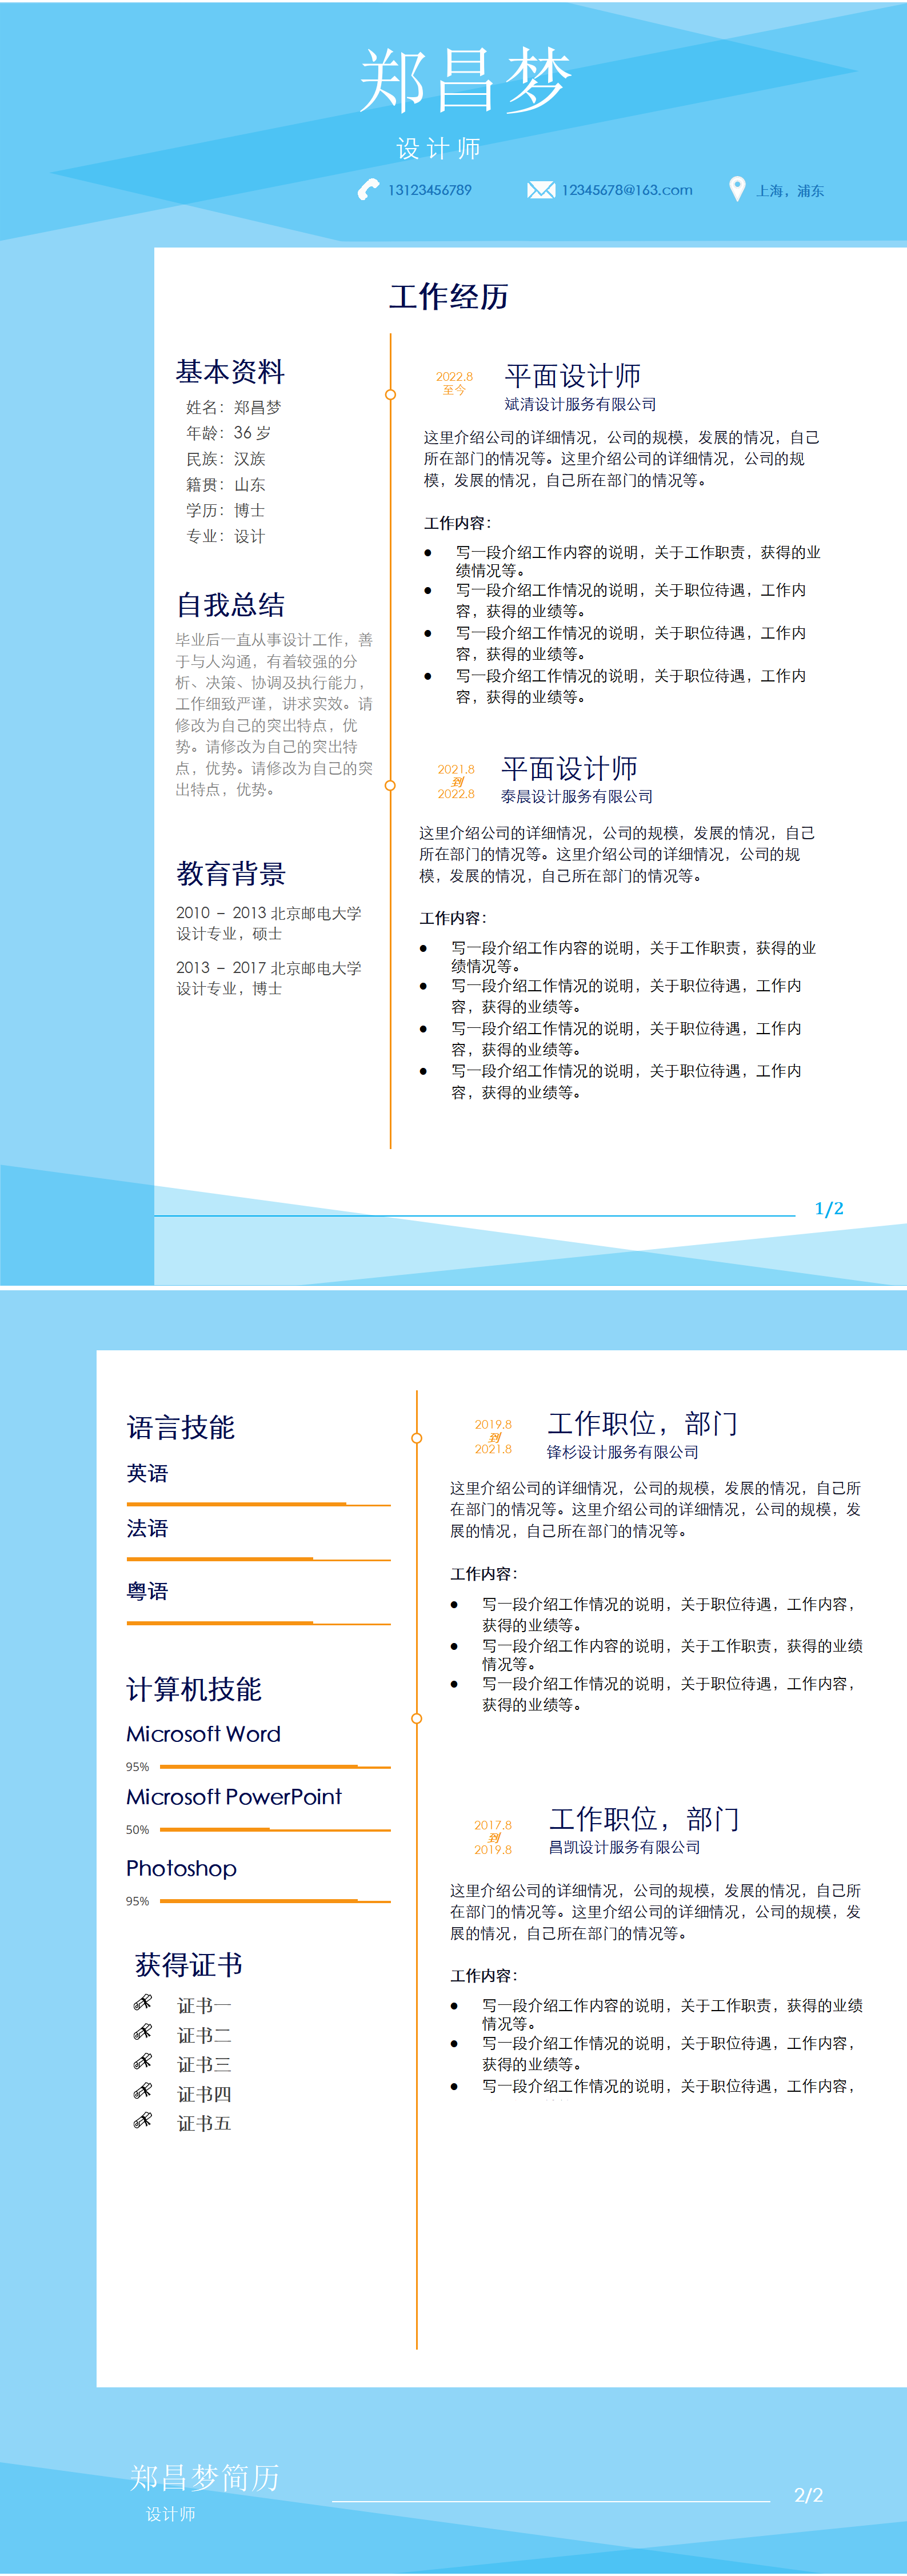 郑昌梦
设计师
13123456789
12345678@163.com
上海，浦东
工作经历
基本资料
姓名：郑昌梦
年龄：36 岁
民族：汉族
籍贯：山东
学历：博士
专业：设计
自我总结
毕业后一直从事设计工作，善
于与人沟通，有着较强的分
析、决策、协调及执行能力，
工作细致严谨，讲求实效。请
修改为自己的突出特点，优
势。请修改为自己的突出特
点，优势。请修改为自己的突
出特点，优势。
教育背景
2010 – 2013 北京邮电大学
设计专业，硕士
2013 – 2017 北京邮电大学
设计专业，博士
2022.8
至今
平面设计师
斌清设计服务有限公司
这里介绍公司的详细情况，公司的规模，发展的情况，自己
所在部门的情况等。这里介绍公司的详细情况，公司的规
模，发展的情况，自己所在部门的情况等。
工作内容：
● 写一段介绍工作内容的说明，关于工作职责，获得的业
绩情况等。
● 写一段介绍工作情况的说明，关于职位待遇，工作内
容，获得的业绩等。
● 写一段介绍工作情况的说明，关于职位待遇，工作内
容，获得的业绩等。
● 写一段介绍工作情况的说明，关于职位待遇，工作内
容，获得的业绩等。
2021.8
到
2022.8
平面设计师
泰晨设计服务有限公司
这里介绍公司的详细情况，公司的规模，发展的情况，自己
所在部门的情况等。这里介绍公司的详细情况，公司的规
模，发展的情况，自己所在部门的情况等。
工作内容：
● 写一段介绍工作内容的说明，关于工作职责，获得的业
绩情况等。
● 写一段介绍工作情况的说明，关于职位待遇，工作内
容，获得的业绩等。
● 写一段介绍工作情况的说明，关于职位待遇，工作内
容，获得的业绩等。
● 写一段介绍工作情况的说明，关于职位待遇，工作内
容，获得的业绩等。
1/2
语言技能
英语
法语
粤语
计算机技能
Microsoft Word
95%
Microsoft PowerPoint
50%
Photoshop
95%
获得证书
证书一
证书二
证书三
证书四
证书五
2019.8
到
2021.8
工作职位，部门
锋杉设计服务有限公司
这里介绍公司的详细情况，公司的规模，发展的情况，自己所
在部门的情况等。这里介绍公司的详细情况，公司的规模，发
展的情况，自己所在部门的情况等。
工作内容：
● 写一段介绍工作情况的说明，关于职位待遇，工作内容，
获得的业绩等。
● 写一段介绍工作内容的说明，关于工作职责，获得的业绩
情况等。
● 写一段介绍工作情况的说明，关于职位待遇，工作内容，
获得的业绩等。
2017.8
到
2019.8
工作职位，部门
昌凯设计服务有限公司
这里介绍公司的详细情况，公司的规模，发展的情况，自己所
在部门的情况等。这里介绍公司的详细情况，公司的规模，发
展的情况，自己所在部门的情况等。
工作内容：
● 写一段介绍工作内容的说明，关于工作职责，获得的业绩
情况等。
● 写一段介绍工作情况的说明，关于职位待遇，工作内容，
获得的业绩等。
● 写一段介绍工作情况的说明，关于职位待遇，工作内容，
郑昌梦简历
设计师
2/2